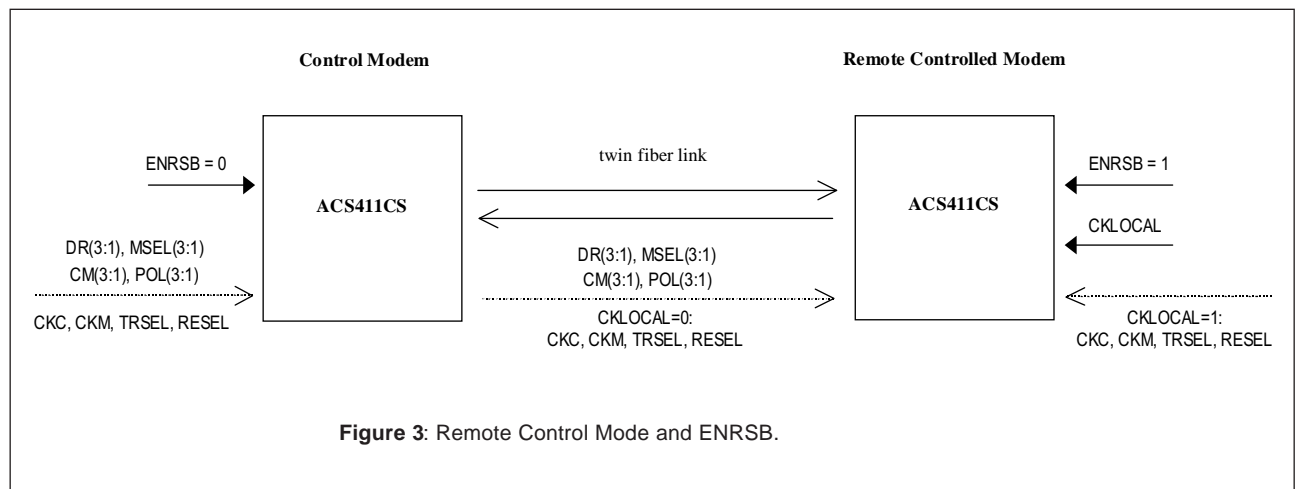 Control Modem
Remote Controlled Modem
ENRSB = 0
twin fiber link
ENRSB = 1
ACS411CS
ACS411CS
CKLOCAL
DR(3:1), MSEL(3:1)
CM(3:1), POL(3:1)
CKC, CKM, TRSEL, RESEL
DR(3:1), MSEL(3:1)
CM(3:1), POL(3:1)
CKLOCAL=0:
CKC, CKM, TRSEL, RESEL
CKLOCAL=1:
CKC, CKM, TRSEL, RESEL
Figure 3: Remote Control Mode and ENRSB.